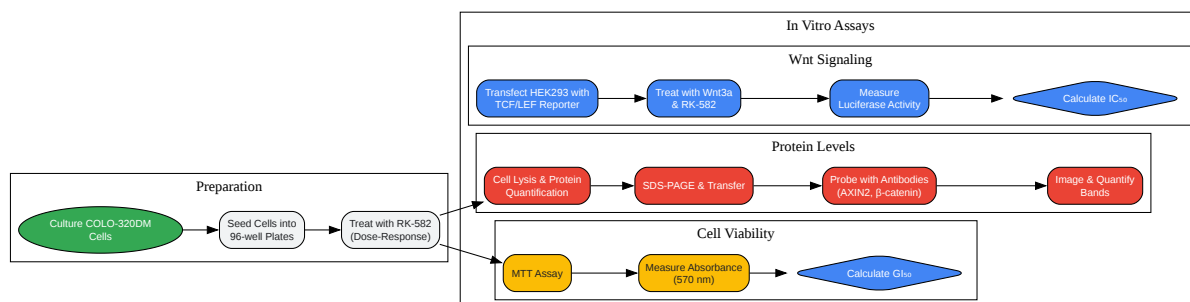 In Vitro Assays
Wnt Signaling
Transfect HEK293 with
TCF/LEF Reporter
Treat with Wnt3a
& RK-582
Measure
Luciferase Activity
Calculate IC₅₀
Protein Levels
Cell Lysis & Protein
Quantification
SDS-PAGE & Transfer
Probe with Antibodies
(AXIN2, β-catenin)
Image & Quantify
Bands
Preparation
Culture COLO-320DM
Cells
Seed Cells into
96-well Plates
Treat with RK-582
(Dose-Response)
Cell Viability
MTT Assay
Measure Absorbance
(570 nm)
Calculate GI₅₀